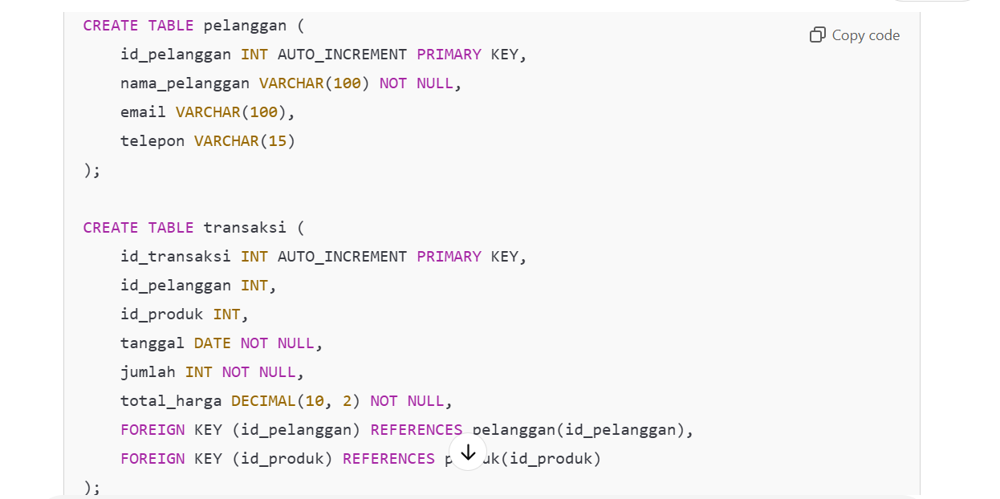 CREATE TABLE pelanggan (
Copy code
    id_pelanggan INT AUTO_INCREMENT PRIMARY KEY,
    nama_pelanggan VARCHAR(100) NOT NULL,
    email VARCHAR(100),
    telepon VARCHAR(15)
);

CREATE TABLE transaksi (
    id_transaksi INT AUTO_INCREMENT PRIMARY KEY,
    id_pelanggan INT,
    id_produk INT,
    tanggal DATE NOT NULL,
    jumlah INT NOT NULL,
    total_harga DECIMAL(10, 2) NOT NULL,
    FOREIGN KEY (id_pelanggan) REFERENCES pelanggan(id_pelanggan),
    FOREIGN KEY (id_produk) REFERENCES (id_produk)
);